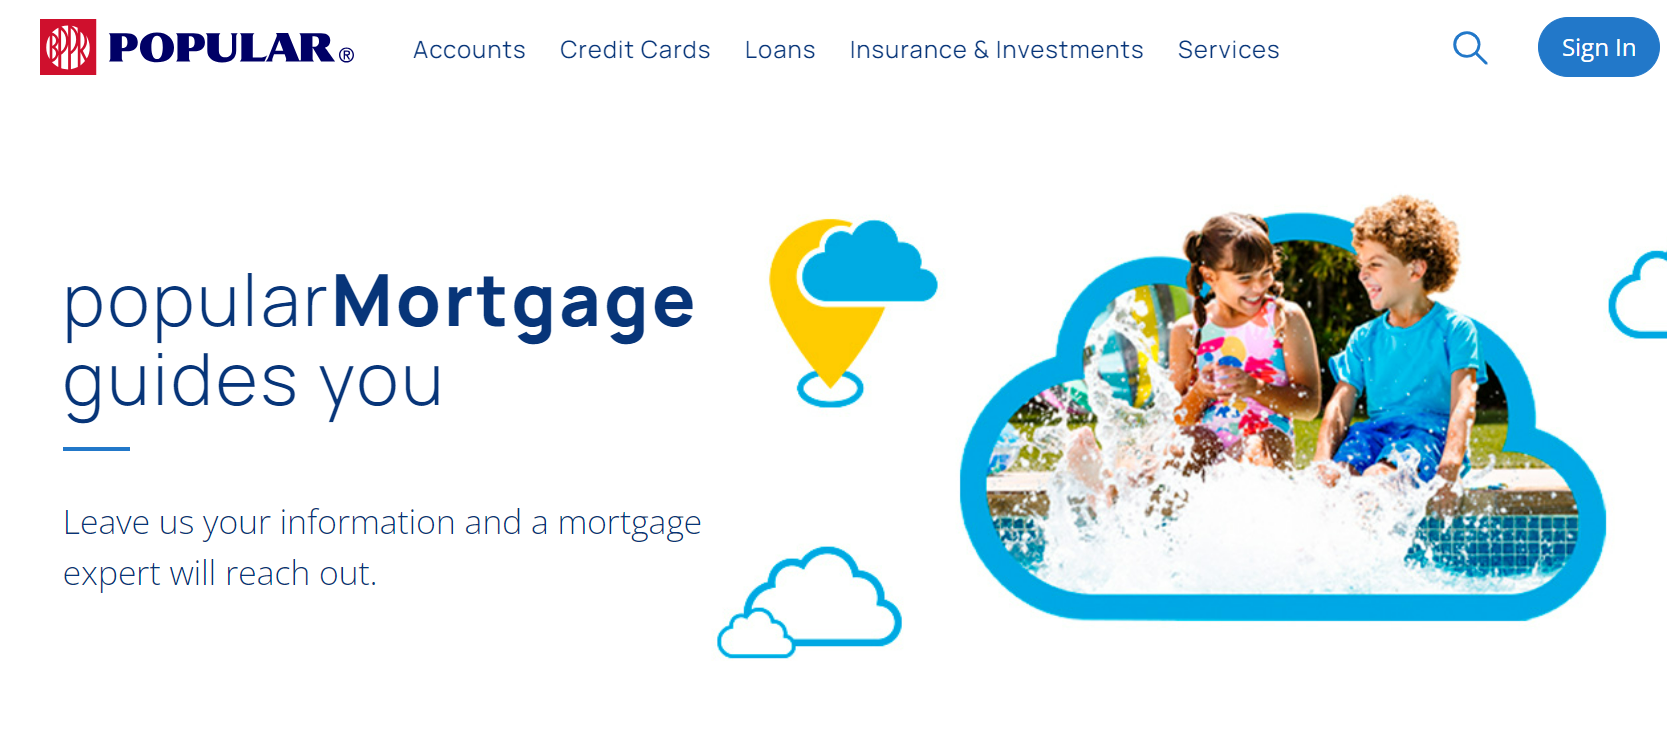 BPPR POPULAR®
Accounts Credit Cards Loans Insurance & Investments Services
Sign In
popularMortgage
guides you
Leave us your information and a mortgage
expert will reach out.